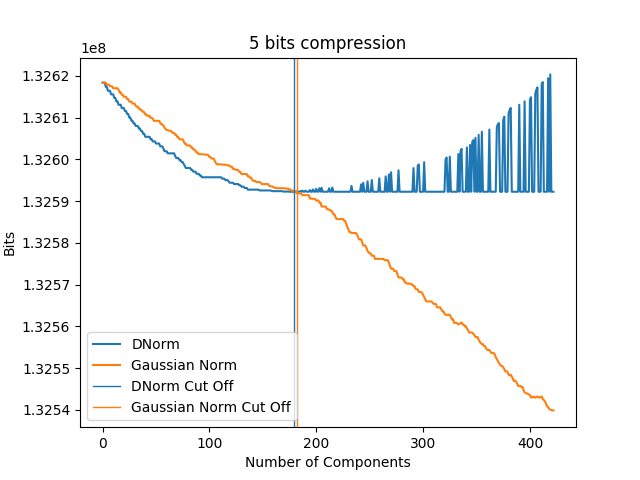 5 bits compression
1e8
1.3262
1.3261
1.3260
1.3259
1.3258
1.3257
1.3256
1.3255
1.3254
Bits
DNorm
Gaussian Norm
DNorm Cut Off
Gaussian Norm Cut Off
0 100 200 300 400
Number of Components